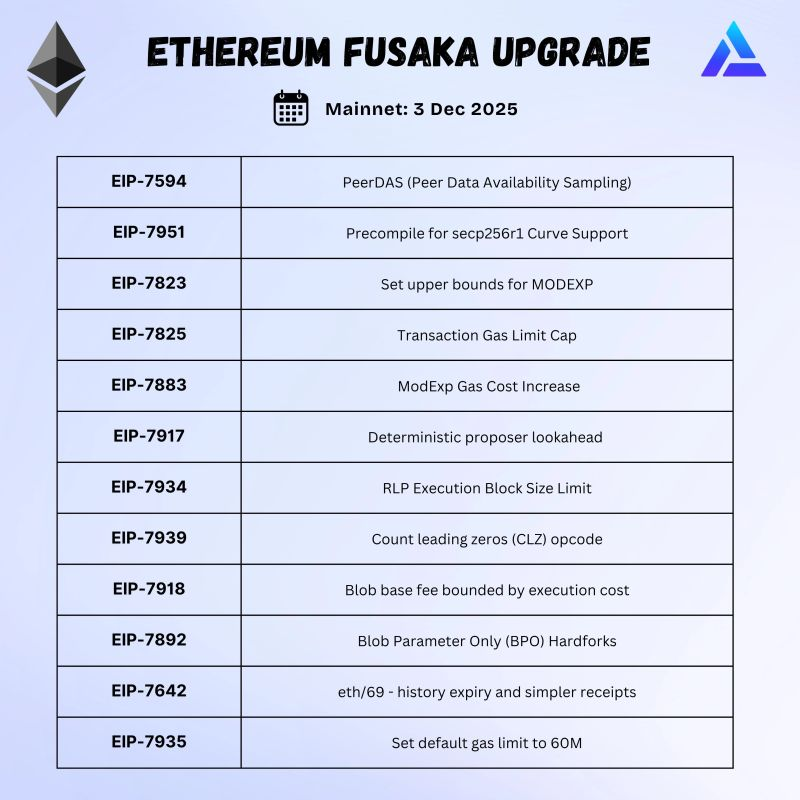 ETHEREUM FUSAKA UPGRADE
Mainnet: 3 Dec 2025
EIP-7594 PeerDAS (Peer Data Availability Sampling)
EIP-7951 Precompile for secp256r1 Curve Support
EIP-7823 Set upper bounds for MODEXP
EIP-7825 Transaction Gas Limit Cap
EIP-7883 ModExp Gas Cost Increase
EIP-7917 Deterministic proposer lookahead
EIP-7934 RLP Execution Block Size Limit
EIP-7939 Count leading zeros (CLZ) opcode
EIP-7918 Blob base fee bounded by execution cost
EIP-7892 Blob Parameter Only (BPO) Hardforks
EIP-7642 eth/69 - history expiry and simpler receipts
EIP-7935 Set default gas limit to 60M